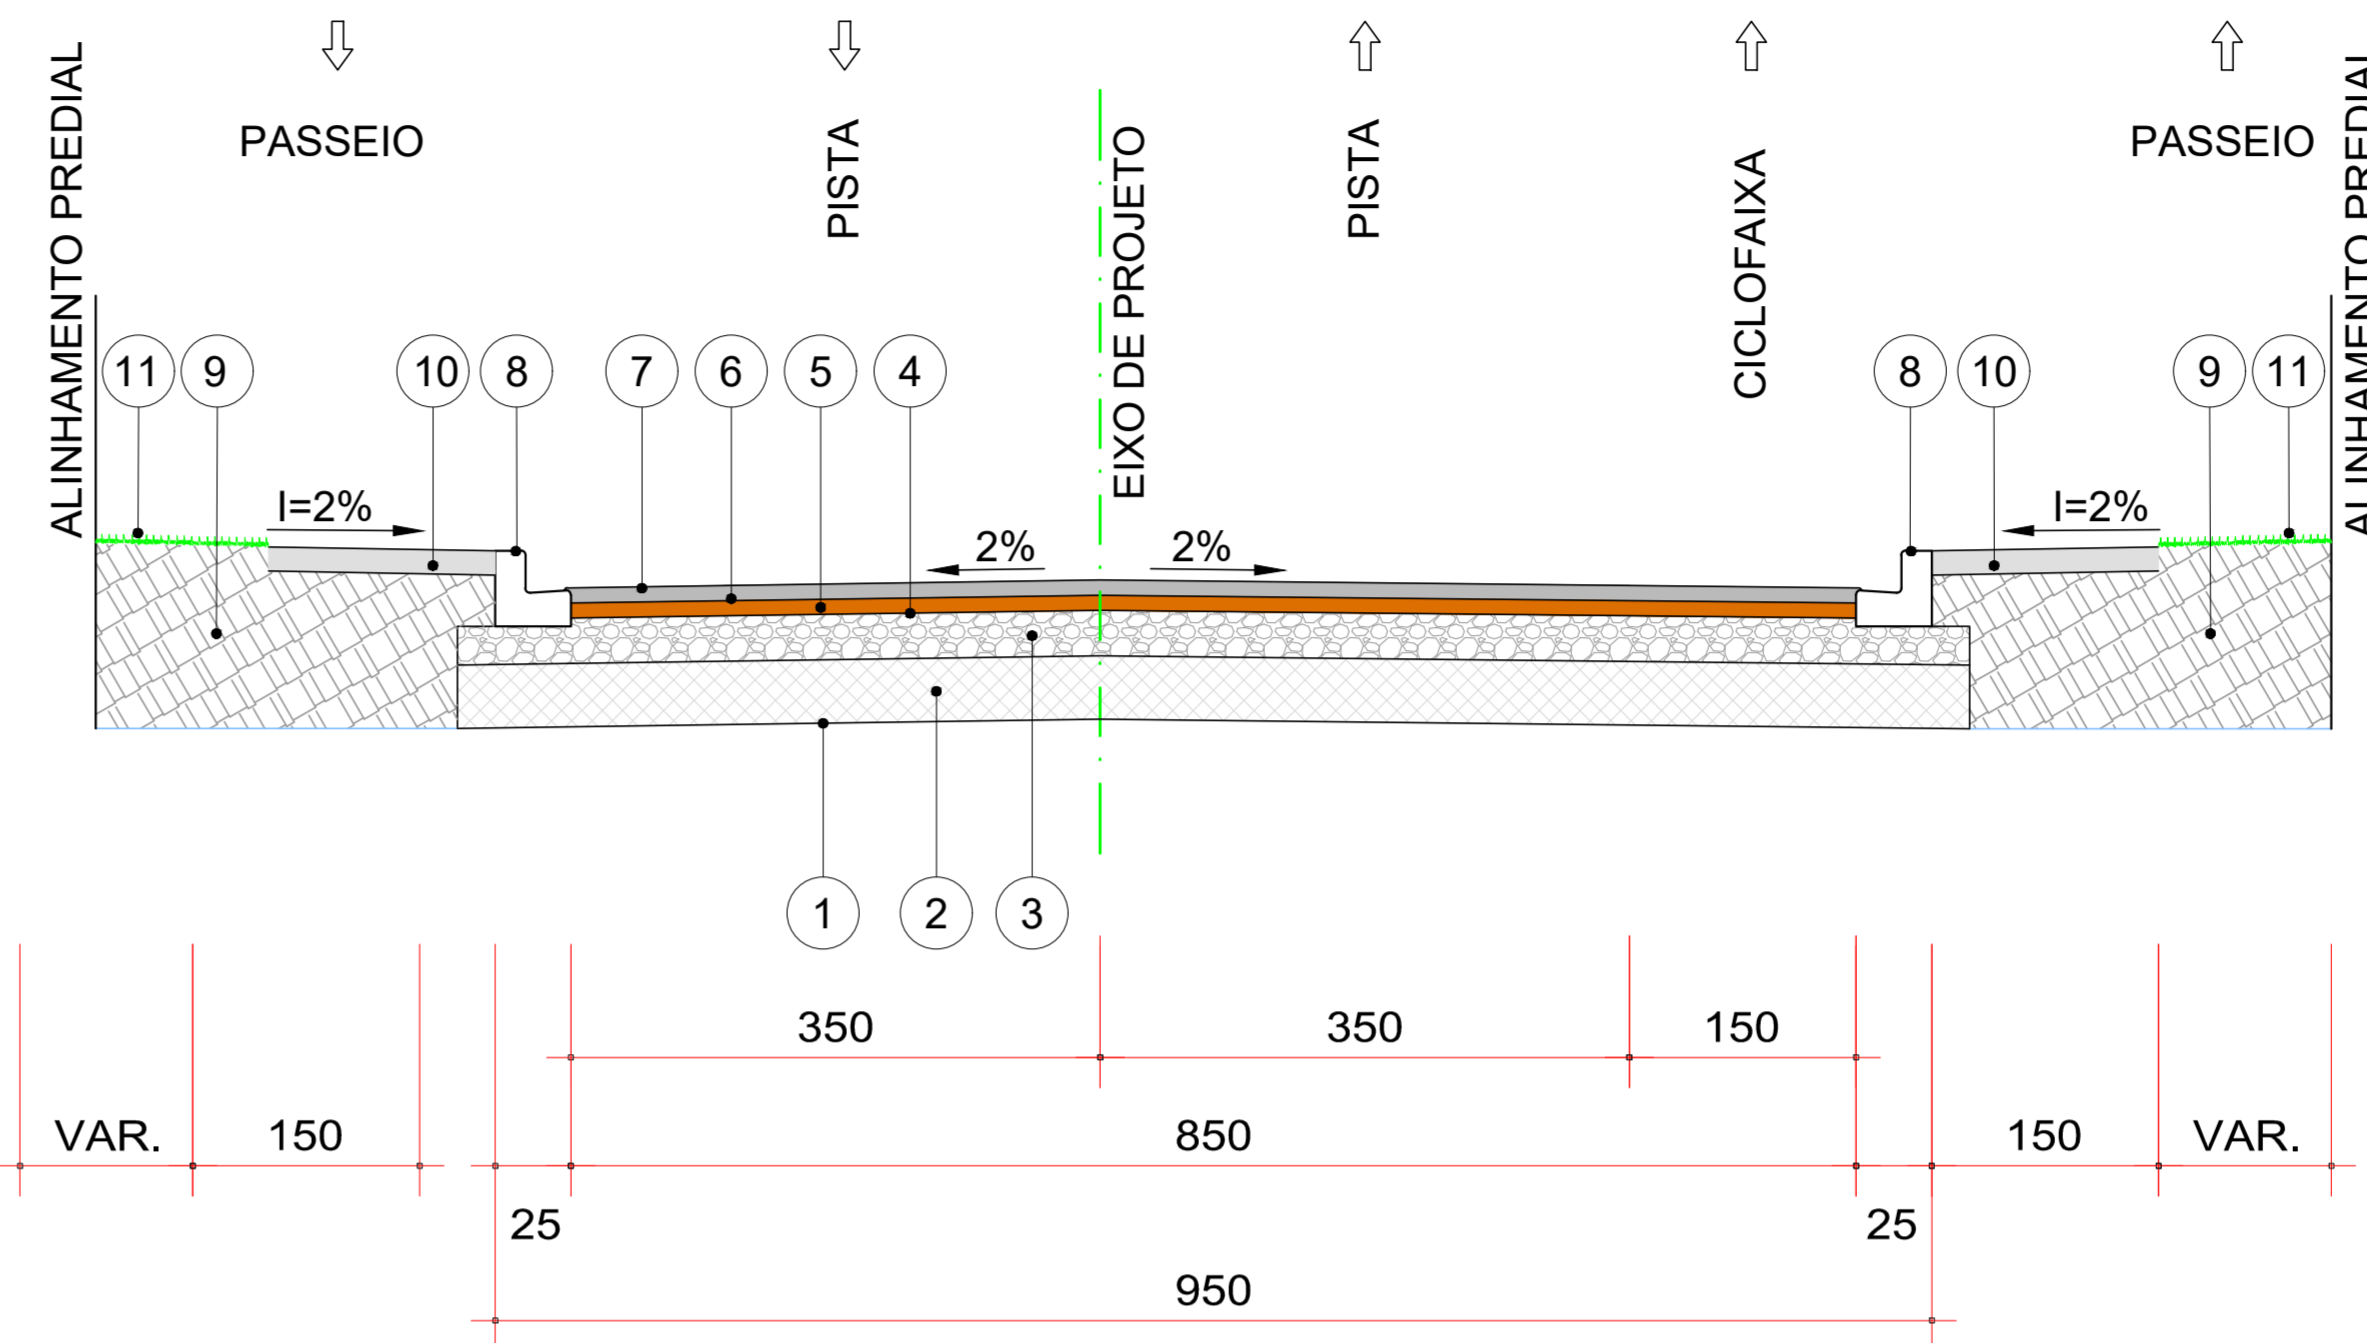 ALINHAMENTO PREDIAL
PASSEIO
PISTA
EIXO DE PROJETO
PISTA
CICLOFAIXA
PASSEIO
ALINHAMENTO PREDIAL
11
9
10
8
7
6
5
4
8
10
9
11
I=2%
2%
2%
I=2%
1
2
3
350
350
150
VAR.
150
850
150
VAR.
25
25
950